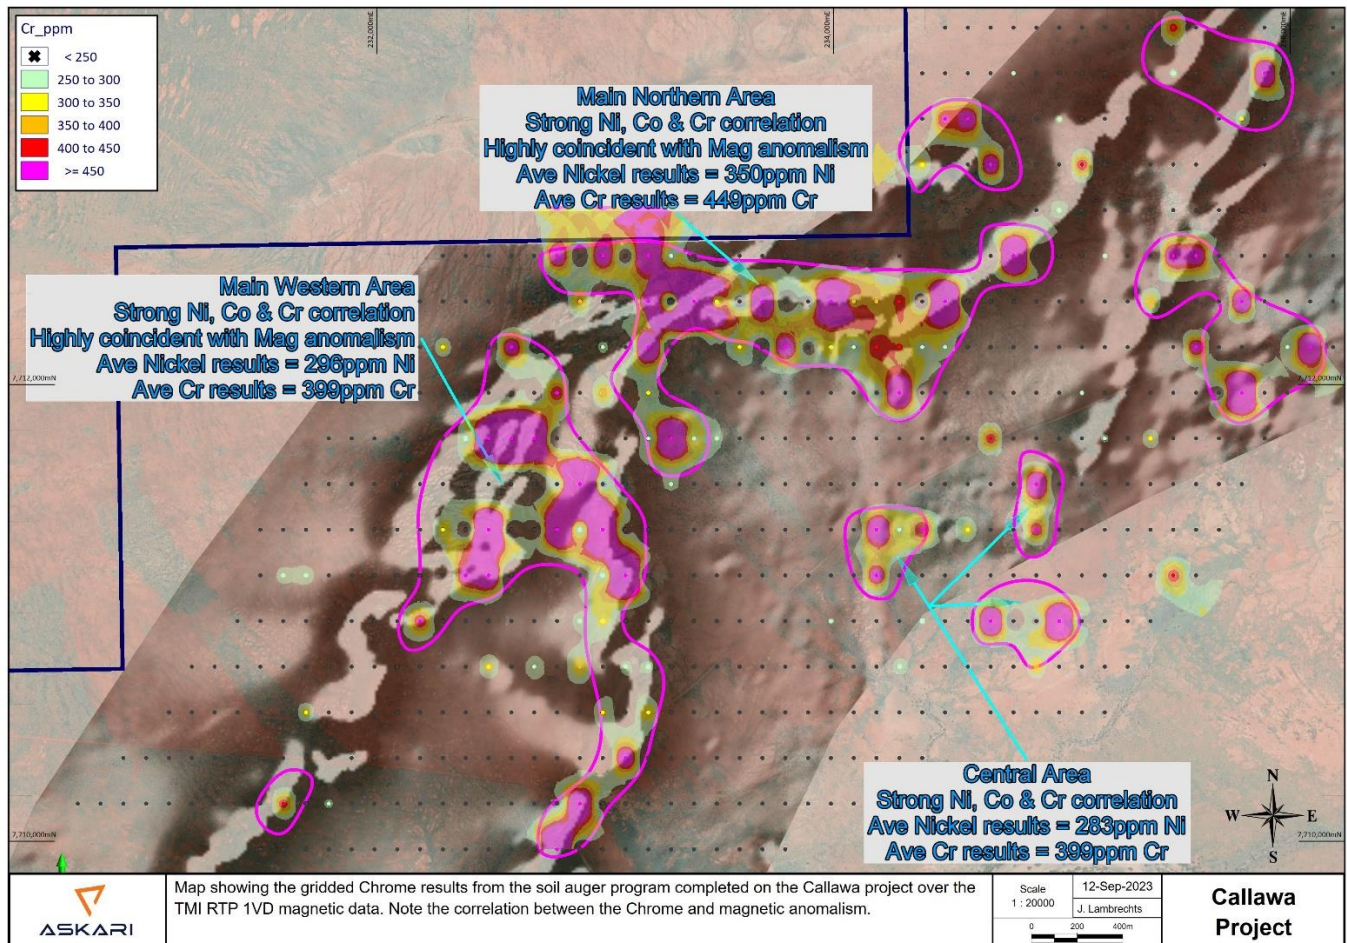 Cr_ppm
< 250
250 to 300
300 to 350
350 to 400
400 to 450
>= 450
232,000mE
234,000mE
Main Northern Area
Strong Ni, Co & Cr correlation
Highly coincident with Mag anomalism
Ave Nickel results = 350ppm Ni
Ave Cr results = 449ppm Cr
Main Western Area
Strong Ni, Co & Cr correlation
Highly coincident with Mag anomalism
Ave Nickel results = 296ppm Ni
Ave Cr results = 399ppm Cr
7,712,000mN
7,712,000mN
Central Area
Strong Ni, Co & Cr correlation
Ave Nickel results = 283ppm Ni
Ave Cr results = 399ppm Cr
N
W E
S
7,710,000mN
7,710,000mN
ASKARI
Map showing the gridded Chrome results from the soil auger program completed on the Callawa project over the
TMI RTP 1VD magnetic data. Note the correlation between the Chrome and magnetic anomalism.
Scale
1 : 20000
12-Sep-2023
J. Lambrechts
0 200 400m
Callawa
Project